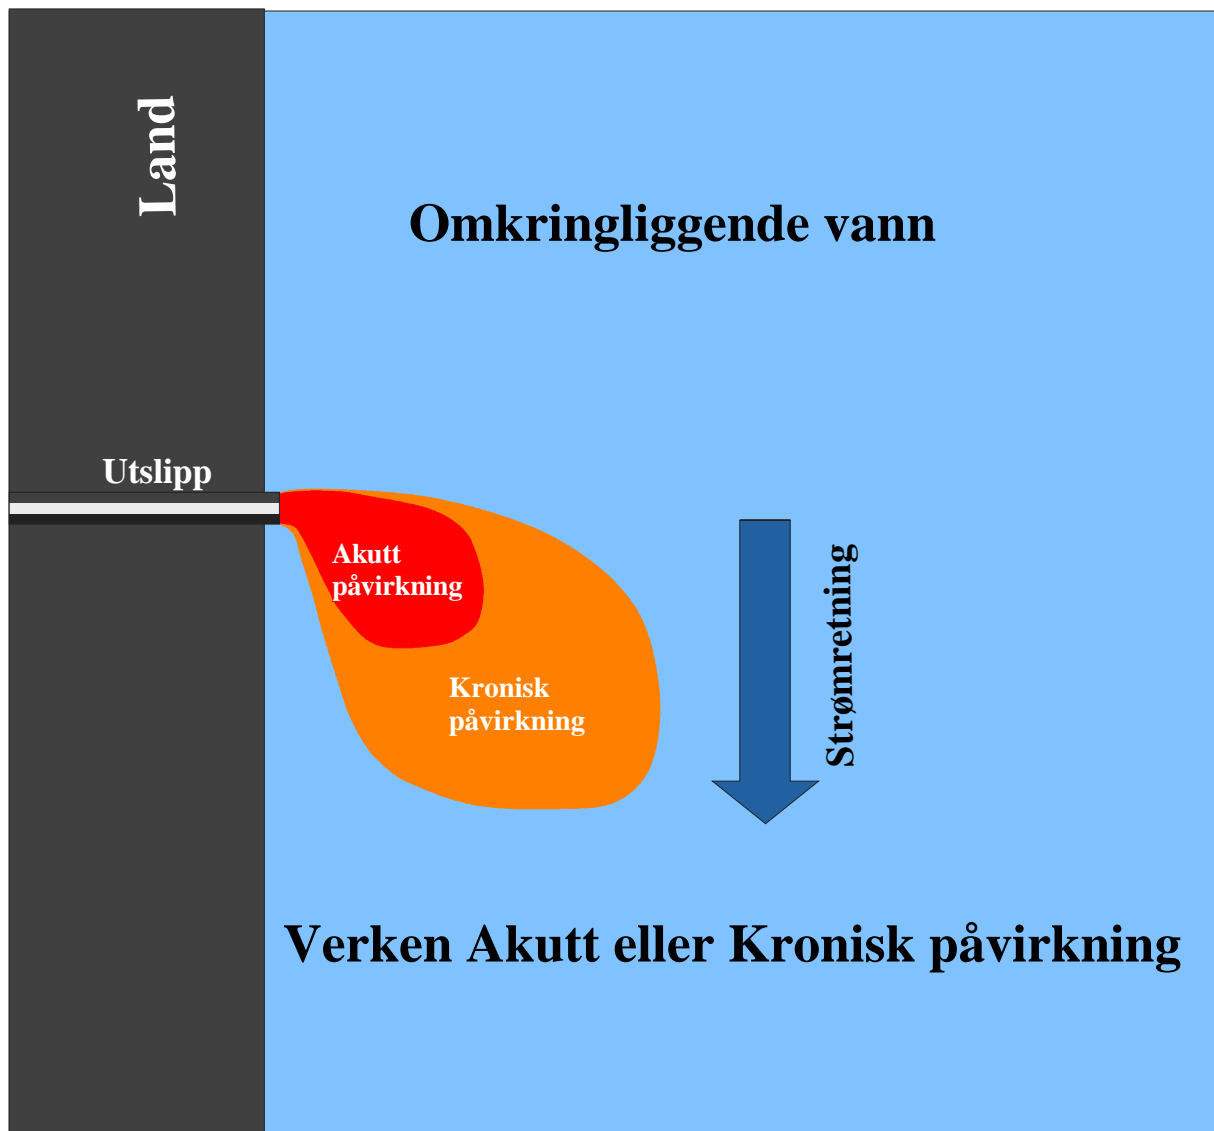 Land
Omkringliggende vann
Utslipp
Akutt
påvirkning
Kronisk
påvirkning
Strømretning
Verken Akutt eller Kronisk påvirkning